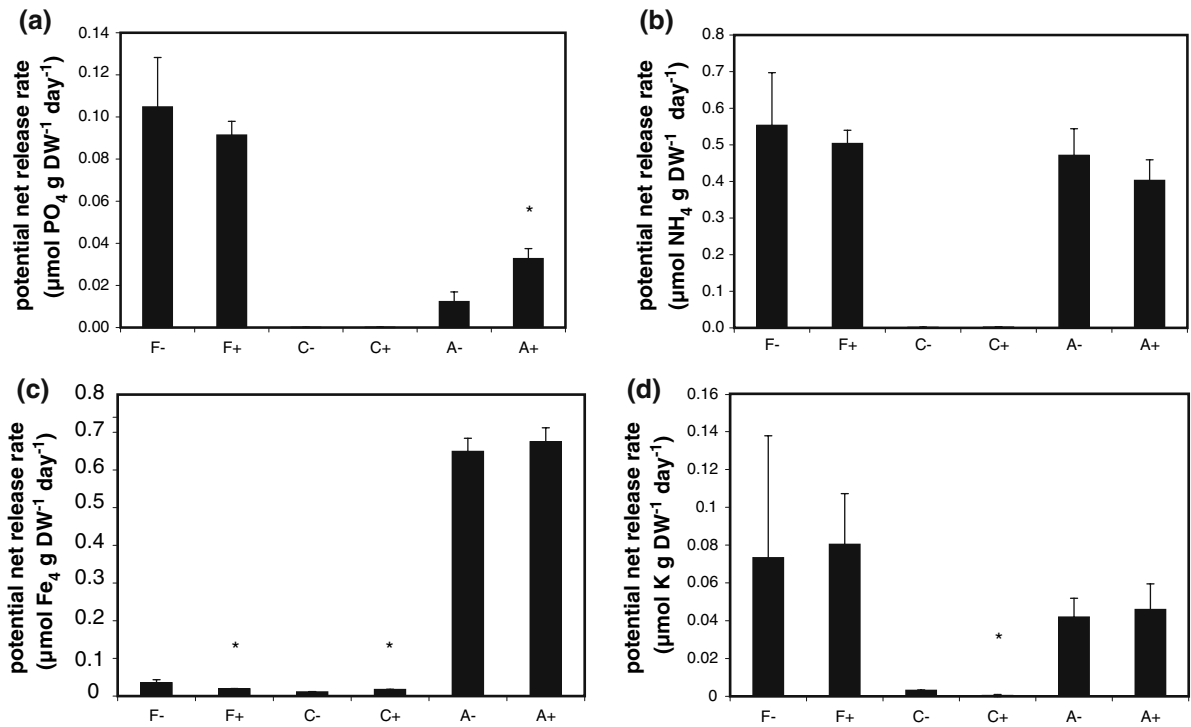 (a)
potential net release rate
(µmol PO₄ g DW⁻¹ day⁻¹)
0.14
0.12
0.10
0.08
0.06
0.04
0.02
0.00
*
F- F+ C- C+ A- A+
(b)
potential net release rate
(µmol NH₄ g DW⁻¹ day⁻¹)
0.8
0.7
0.6
0.5
0.4
0.3
0.2
0.1
0.0
F- F+ C- C+ A- A+
(c)
potential net release rate
(µmol Fe₄ g DW⁻¹ day⁻¹)
0.8
0.7
0.6
0.5
0.4
0.3
0.2
0.1
0
* *
F- F+ C- C+ A- A+
(d)
potential net release rate
(µmol K g DW⁻¹ day⁻¹)
0.16
0.14
0.12
0.1
0.08
0.06
0.04
0.02
0
*
F- F+ C- C+ A- A+